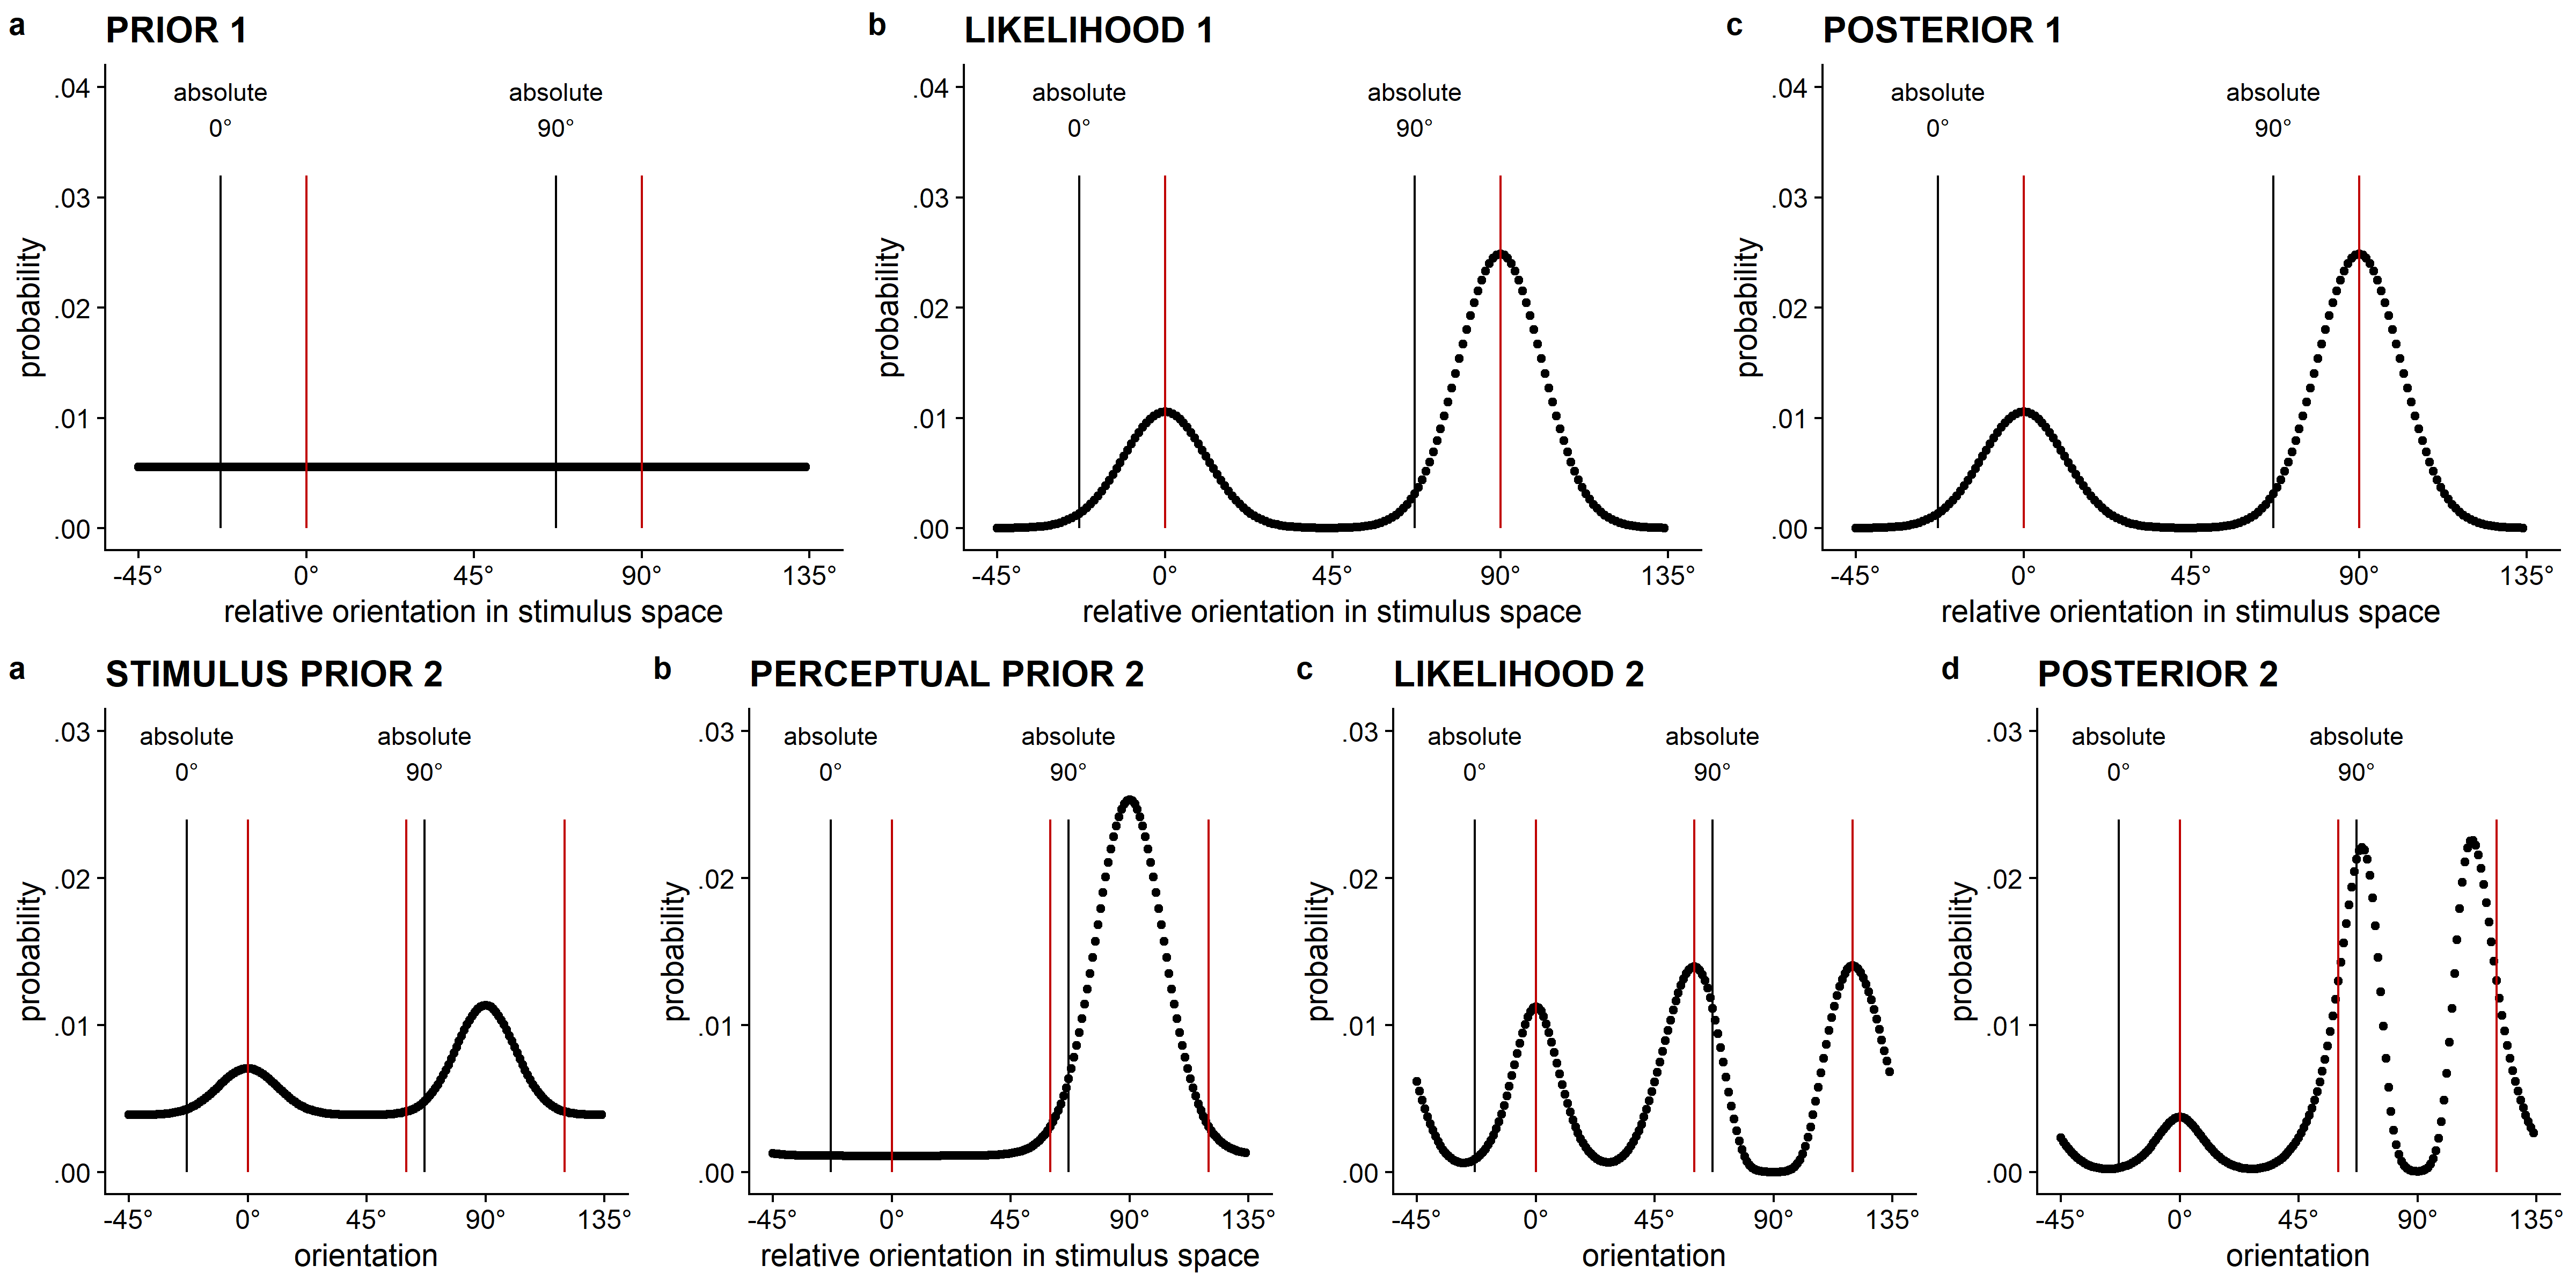 a PRIOR 1
.04
.03
.02
.01
.00
absolute
0°
absolute
90°
probability
-45° 0° 45° 90° 135°
relative orientation in stimulus space
b LIKELIHOOD 1
.04
.03
.02
.01
.00
absolute
0°
absolute
90°
probability
-45° 0° 45° 90° 135°
relative orientation in stimulus space
c POSTERIOR 1
.04
.03
.02
.01
.00
absolute
0°
absolute
90°
probability
-45° 0° 45° 90° 135°
relative orientation in stimulus space
a STIMULUS PRIOR 2
.03
.02
.01
.00
absolute
0°
absolute
90°
probability
-45° 0° 45° 90° 135°
orientation
b PERCEPTUAL PRIOR 2
.03
.02
.01
.00
absolute
0°
absolute
90°
probability
-45° 0° 45° 90° 135°
relative orientation in stimulus space
c LIKELIHOOD 2
.03
.02
.01
.00
absolute
0°
absolute
90°
probability
-45° 0° 45° 90° 135°
orientation
d POSTERIOR 2
.03
.02
.01
.00
absolute
0°
absolute
90°
probability
-45° 0° 45° 90° 135°
orientation